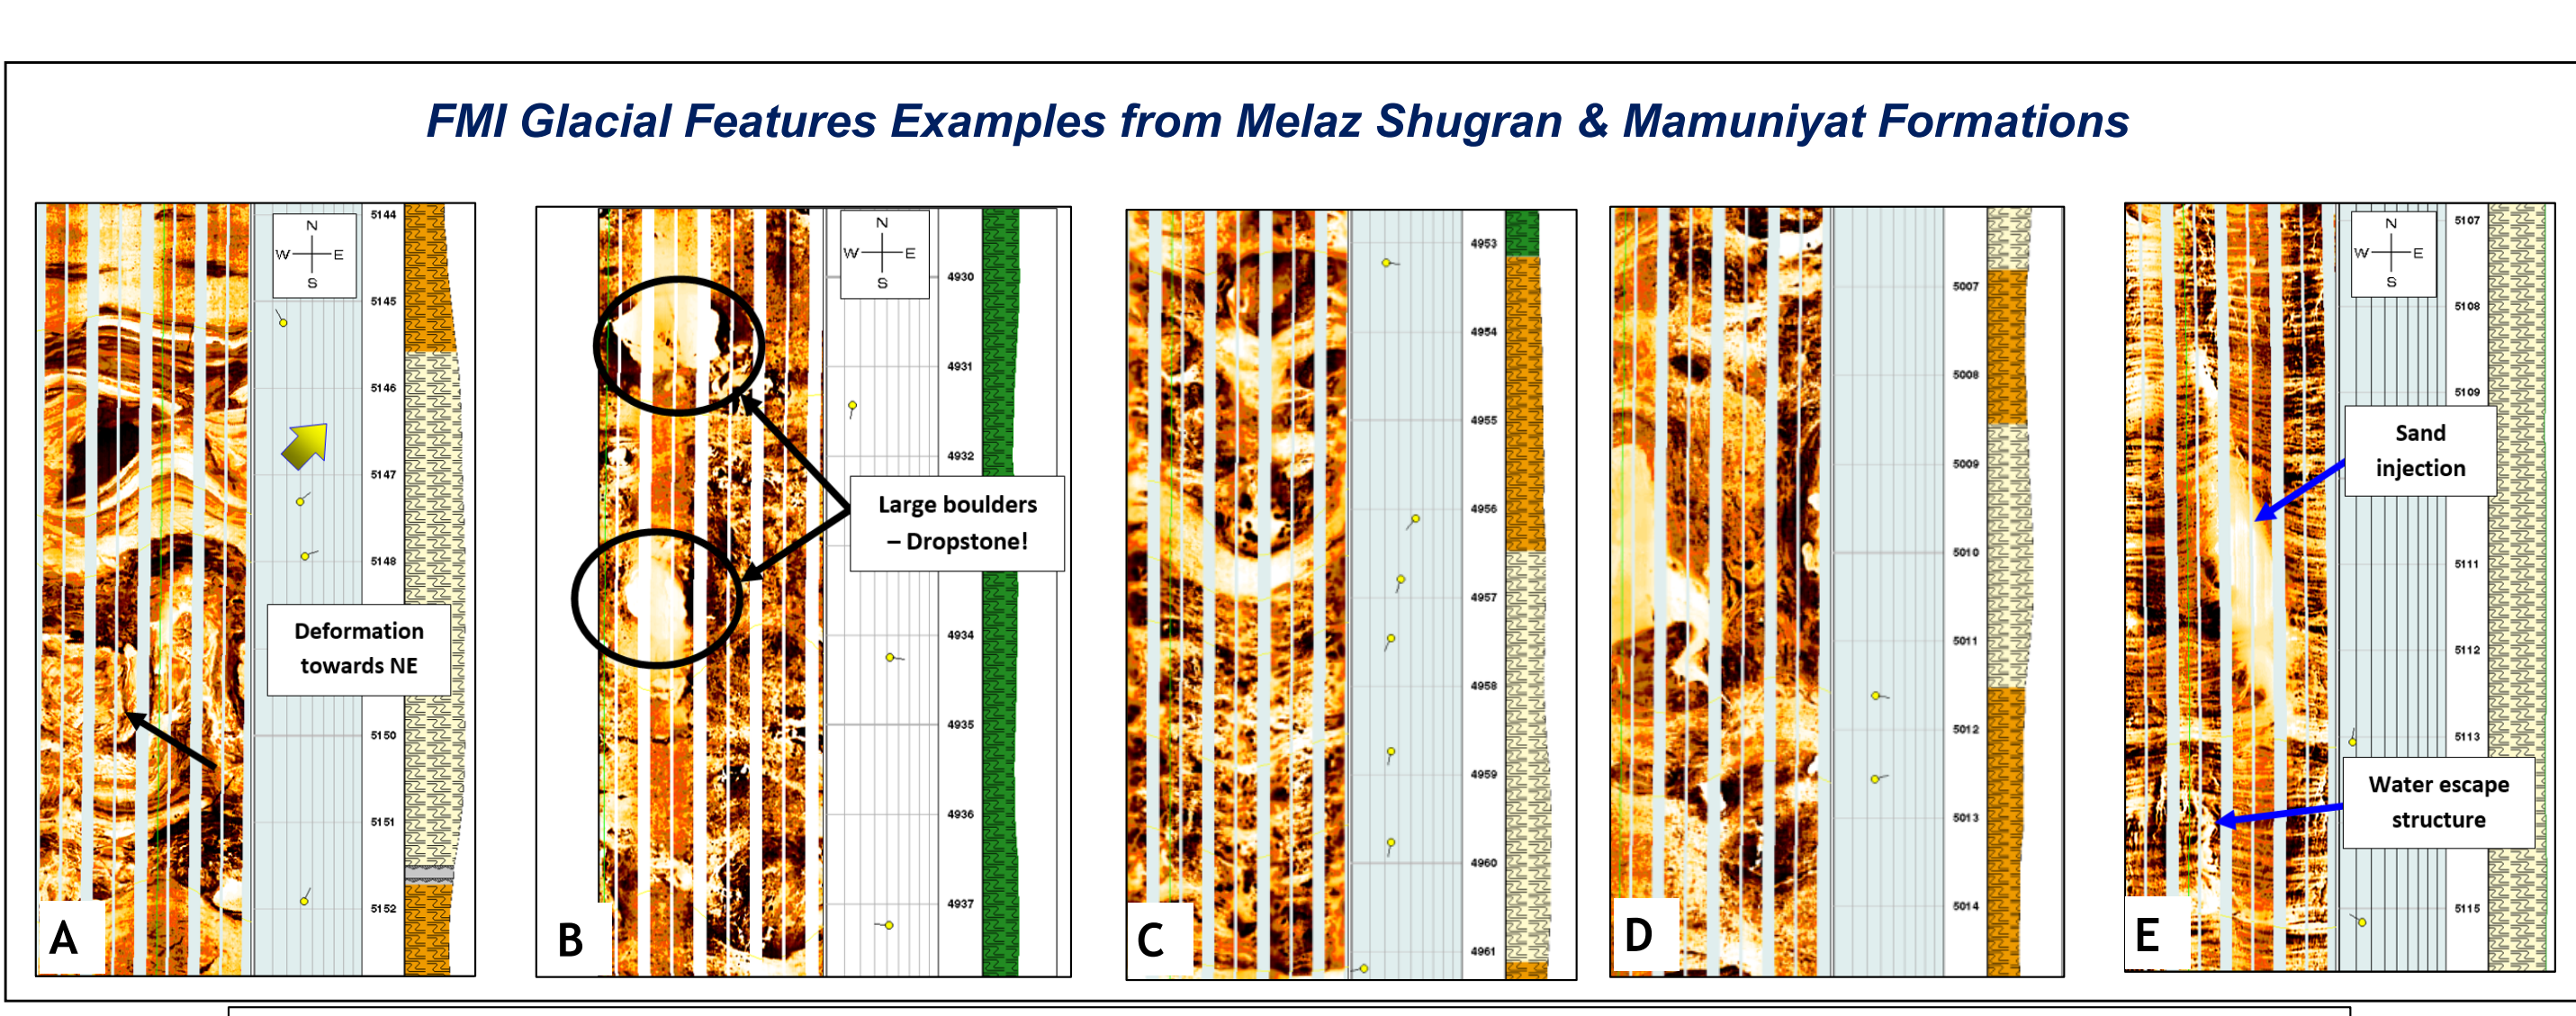 FMI Glacial Features Examples from Melaz Shugran & Mamuniyat Formations
N
W E
S
5144
5145
5146
5147
5148
5150
5151
5152
Deformation
towards NE
A
N
W E
S
4930
4931
4932
4934
4935
4936
4937
Large boulders
– Dropstone!
B
4953
4954
4955
4956
4957
4958
4959
4960
4961
C
5007
5008
5009
5010
5011
5012
5013
5014
D
N
W E
S
5107
5108
5109
5111
5112
5113
5115
Sand
injection
Water escape
structure
E